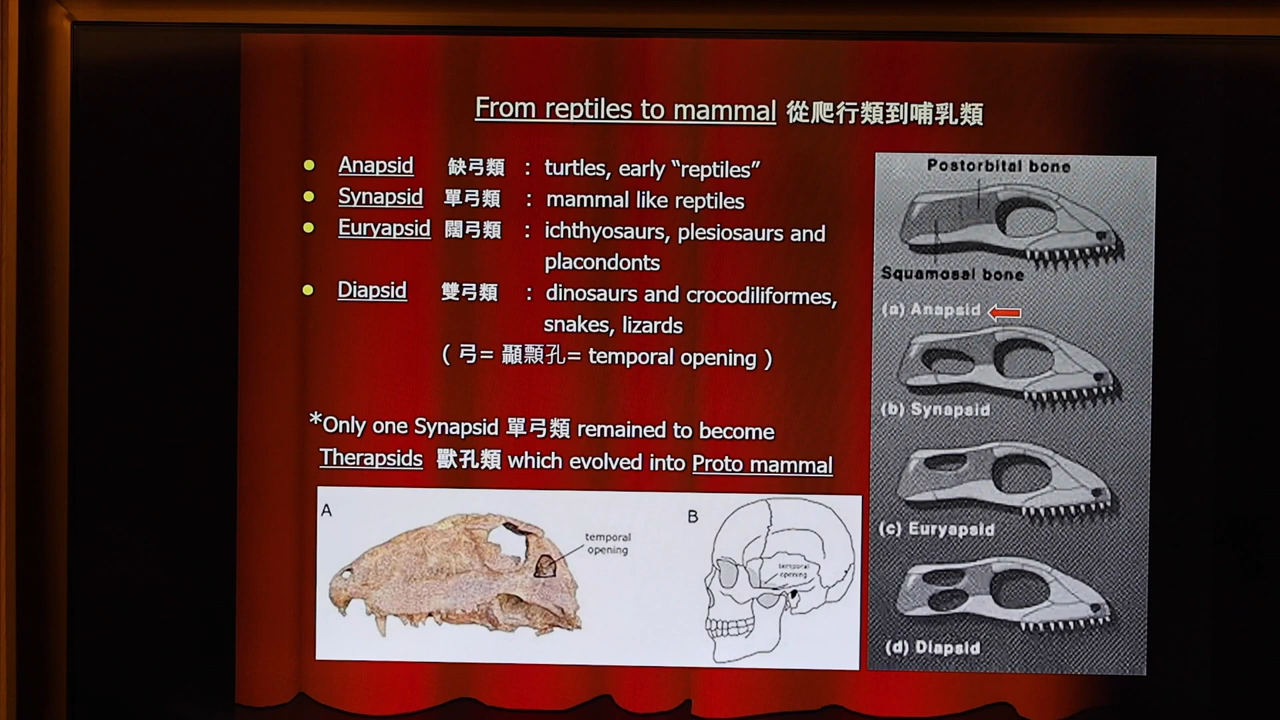 From reptiles to mammal 從爬行類到哺乳類
Anapsid 缺弓類 : turtles, early “reptiles”
Synapsid 單弓類 : mammal like reptiles
Euryapsid 闊弓類 : ichthyosaurs, plesiosaurs and
placondonts
Diapsid 雙弓類 : dinosaurs and crocodiliformes,
snakes, lizards
( 弓= 顳顬孔= temporal opening )
*Only one Synapsid 單弓類 remained to become
Therapsids 獸孔類 which evolved into Proto mammal
A
temporal
opening
B
temporal
opening
Postorbital bone
Squamosal bone
(a) Anapsid
(b) Synapsid
(c) Euryapsid
(d) Diapsid